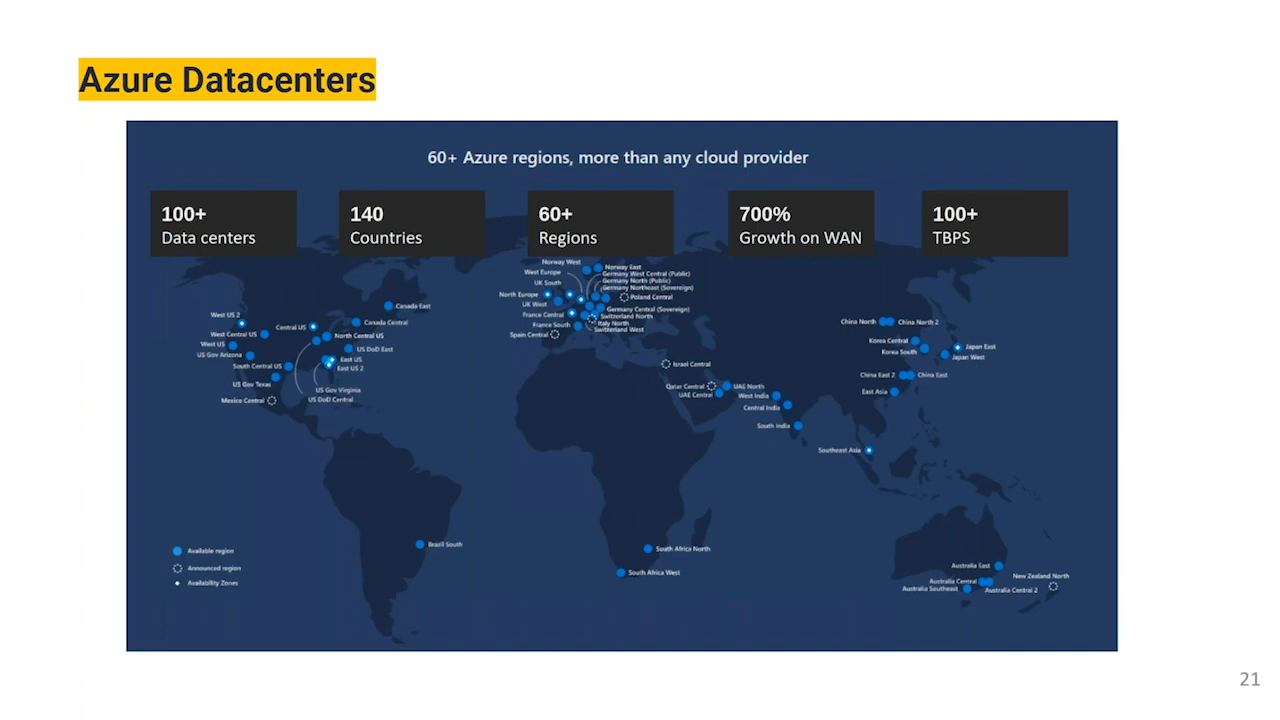 Azure Datacenters
60+ Azure regions, more than any cloud provider
100+
Data centers
140
Countries
60+
Regions
700%
Growth on WAN
100+
TBPS
Norway West
Norway East
West Europe
Germany West Central (Public)
UK South
Germany North (Public)
Germany Northeast (Sovereign)
North Europe
Poland Central
UK West
Germany Central (Sovereign)
France Central
Switzerland North
France South
Italy North
Spain Central
Switzerland West
Canada East
West US 2
Canada Central
Central US
West Central US
North Central US
West US
US DoD East
US Gov Arizona
East US
South Central US
East US 2
US Gov Texas
US Gov Virginia
Mexico Central
US DoD Central
China North
China North 2
Korea Central
Japan East
Korea South
Japan West
Israel Central
China East 2
China East
Qatar Central
UAE North
East Asia
UAE Central
West India
Central India
South India
Southeast Asia
Brazil South
South Africa North
South Africa West
Australia East
New Zealand North
Australia Central
Australia Southeast
Australia Central 2
Available region
Announced region
Availability Zones
21